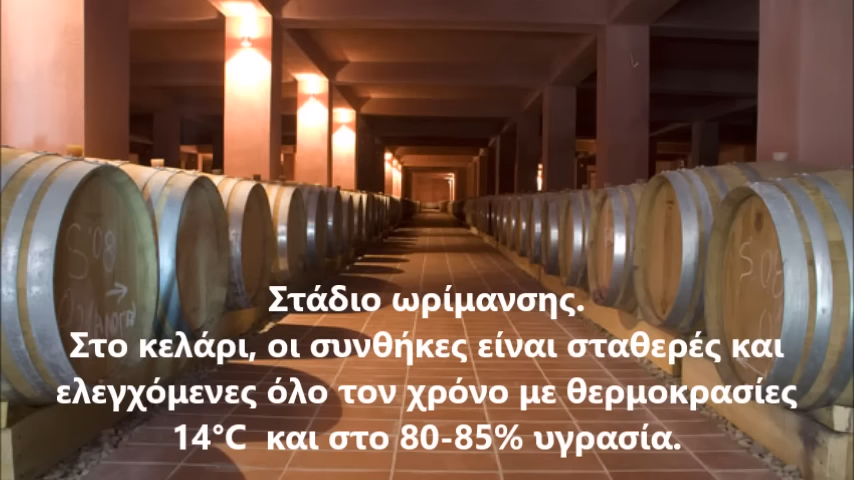 Στάδιο ωρίμανσης.
Στο κελάρι, οι συνθήκες είναι σταθερές και
ελεγχόμενες όλο τον χρόνο με θερμοκρασίες
14°C και στο 80-85% υγρασία.